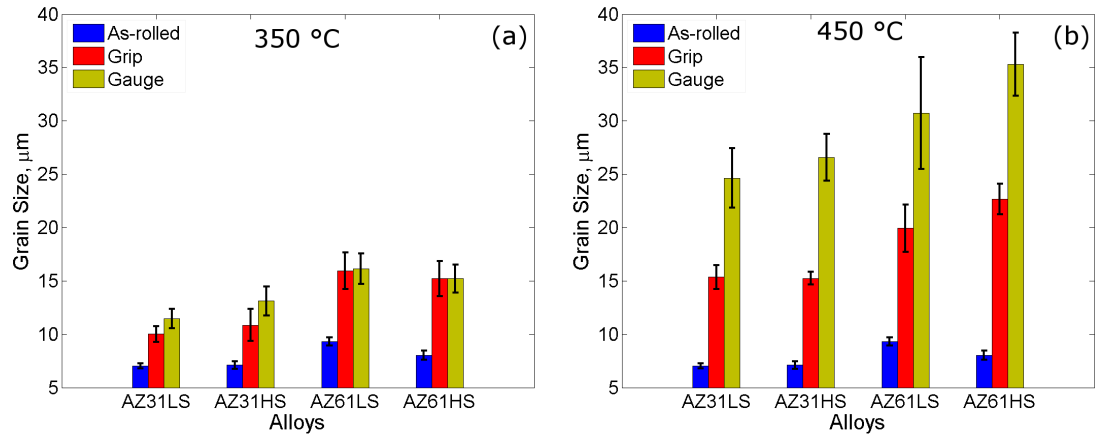 350 °C
(a)
As-rolled
Grip
Gauge
40
35
30
25
20
15
10
5
Grain Size, μm
AZ31LS AZ31HS AZ61LS AZ61HS
Alloys
450 °C
(b)
As-rolled
Grip
Gauge
40
35
30
25
20
15
10
5
Grain Size, μm
AZ31LS AZ31HS AZ61LS AZ61HS
Alloys